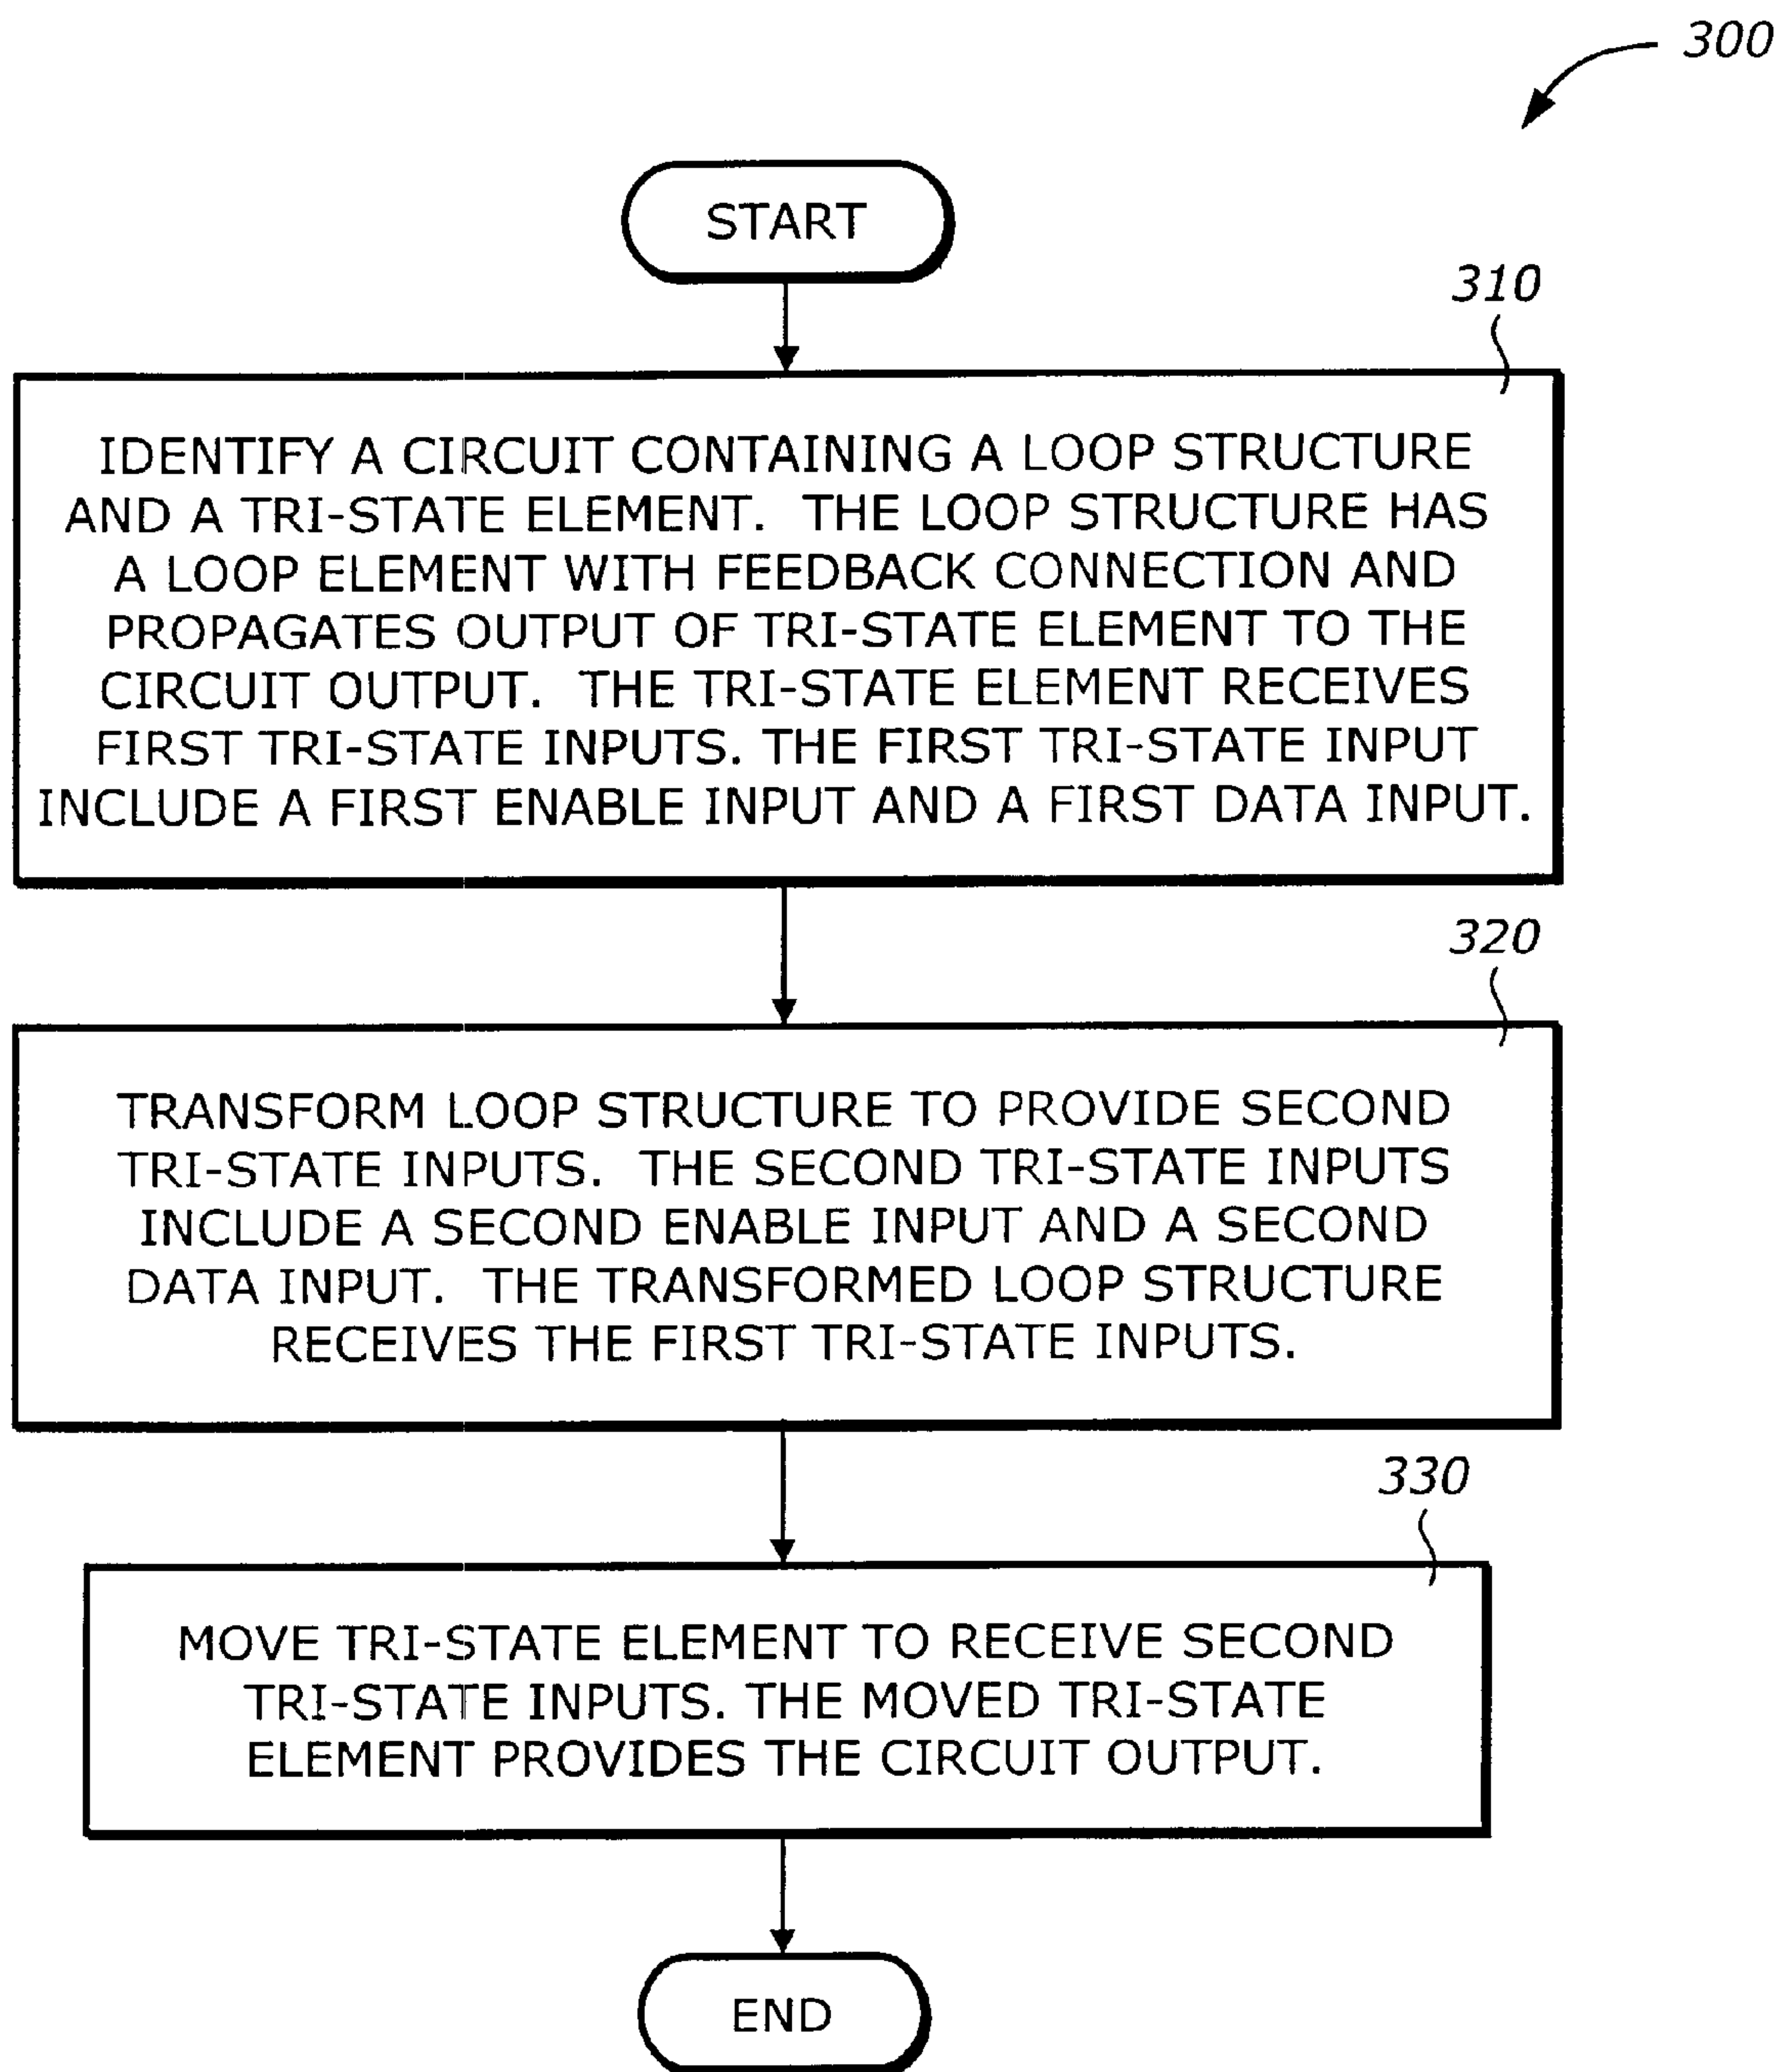 300
START
310
IDENTIFY A CIRCUIT CONTAINING A LOOP STRUCTURE
AND A TRI-STATE ELEMENT. THE LOOP STRUCTURE HAS
A LOOP ELEMENT WITH FEEDBACK CONNECTION AND
PROPAGATES OUTPUT OF TRI-STATE ELEMENT TO THE
CIRCUIT OUTPUT. THE TRI-STATE ELEMENT RECEIVES
FIRST TRI-STATE INPUTS. THE FIRST TRI-STATE INPUT
INCLUDE A FIRST ENABLE INPUT AND A FIRST DATA INPUT.
320
TRANSFORM LOOP STRUCTURE TO PROVIDE SECOND
TRI-STATE INPUTS. THE SECOND TRI-STATE INPUTS
INCLUDE A SECOND ENABLE INPUT AND A SECOND
DATA INPUT. THE TRANSFORMED LOOP STRUCTURE
RECEIVES THE FIRST TRI-STATE INPUTS.
330
MOVE TRI-STATE ELEMENT TO RECEIVE SECOND
TRI-STATE INPUTS. THE MOVED TRI-STATE
ELEMENT PROVIDES THE CIRCUIT OUTPUT.
END